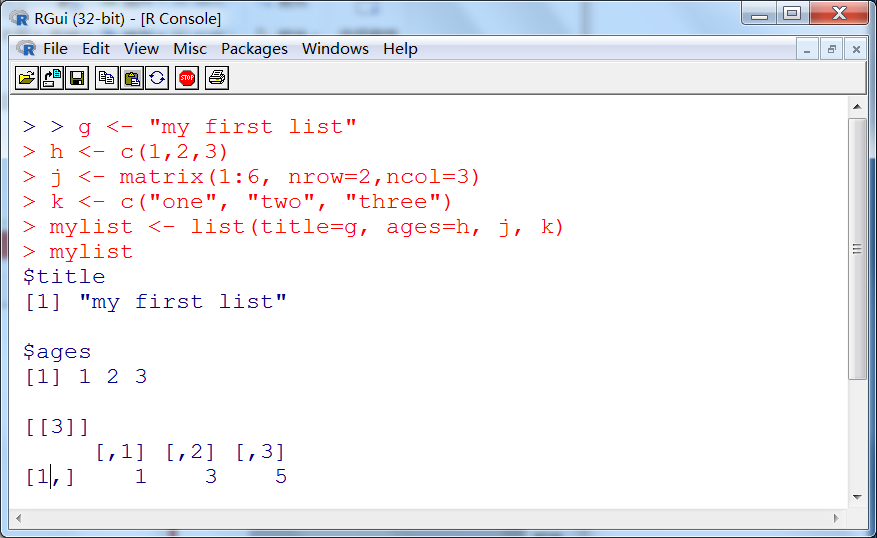 RGui (32-bit) - [R Console]
File Edit View Misc Packages Windows Help
STOP
> > g <- "my first list"
> h <- c(1,2,3)
> j <- matrix(1:6, nrow=2,ncol=3)
> k <- c("one", "two", "three")
> mylist <- list(title=g, ages=h, j, k)
> mylist
$title
[1] "my first list"
$ages
[1] 1 2 3
[[3]]
     [,1] [,2] [,3]
[1,]    1    3    5